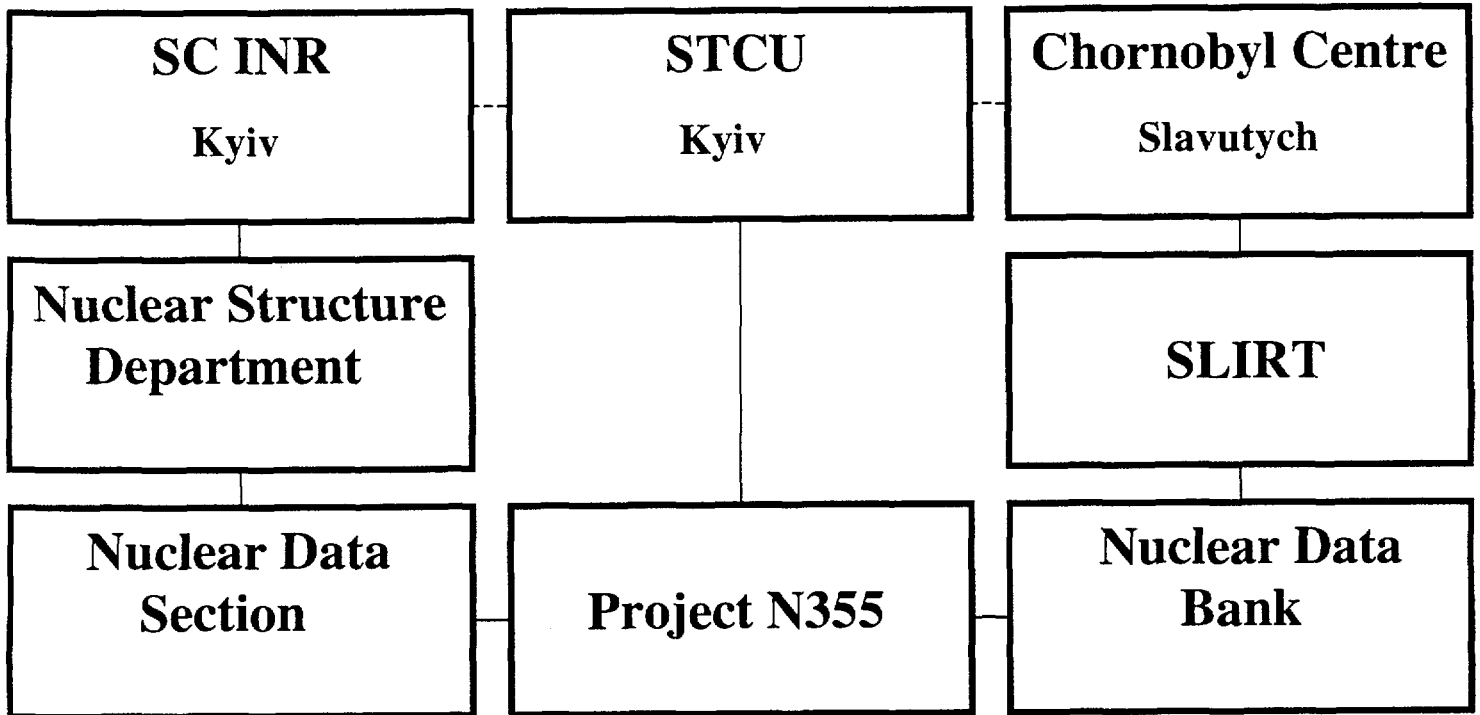 SC INR
Kyiv
STCU
Kyiv
Chornobyl Centre
Slavutych
Nuclear Structure
Department
SLIRT
Nuclear Data
Section
Project N355
Nuclear Data
Bank